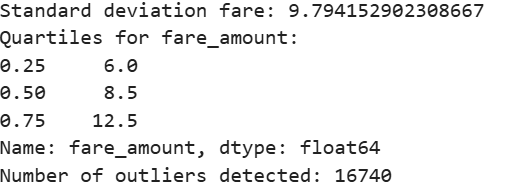 Standard deviation fare: 9.794152902308667
Quartiles for fare_amount:
0.25     6.0
0.50     8.5
0.75    12.5
Name: fare_amount, dtype: float64
Number of outliers detected: 16740